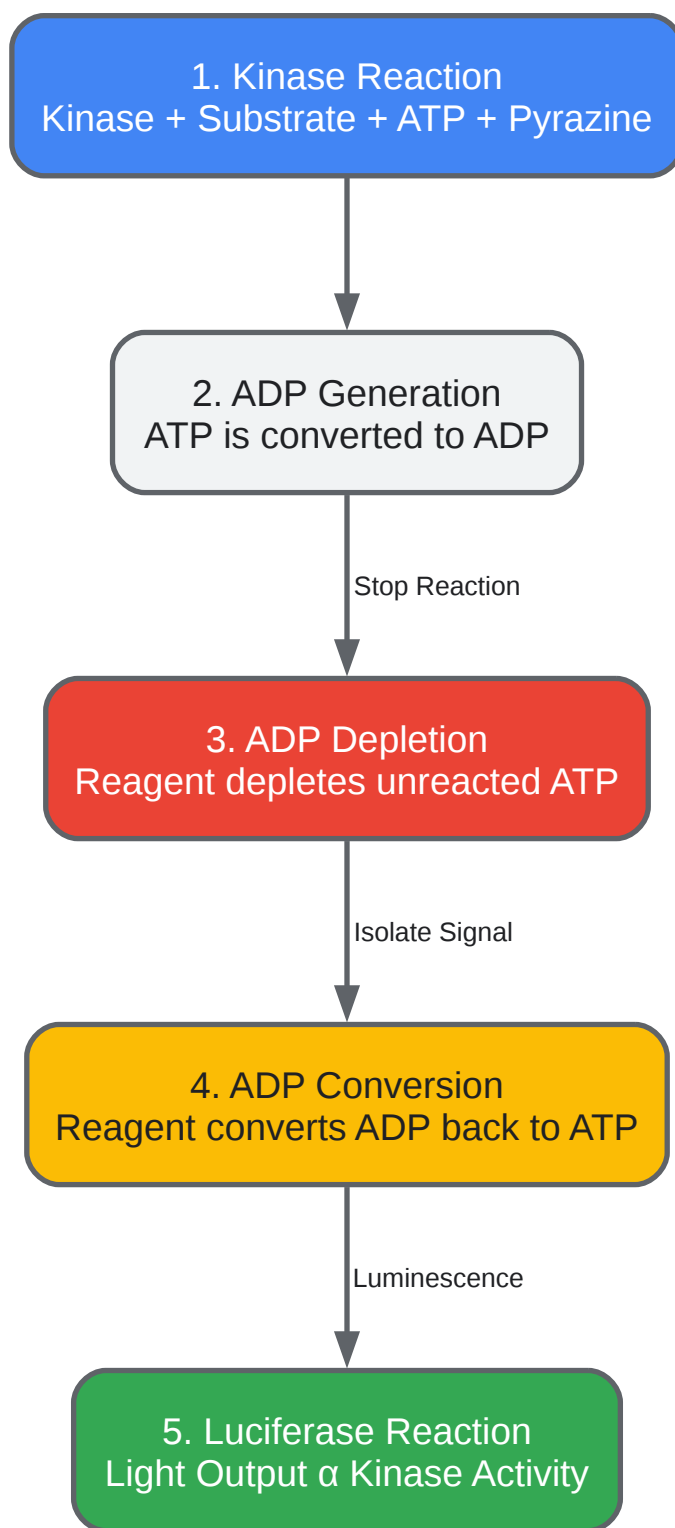 1. Kinase Reaction
Kinase + Substrate + ATP + Pyrazine
2. ADP Generation
ATP is converted to ADP
Stop Reaction
3. ADP Depletion
Reagent depletes unreacted ATP
Isolate Signal
4. ADP Conversion
Reagent converts ADP back to ATP
Luminescence
5. Luciferase Reaction
Light Output α Kinase Activity